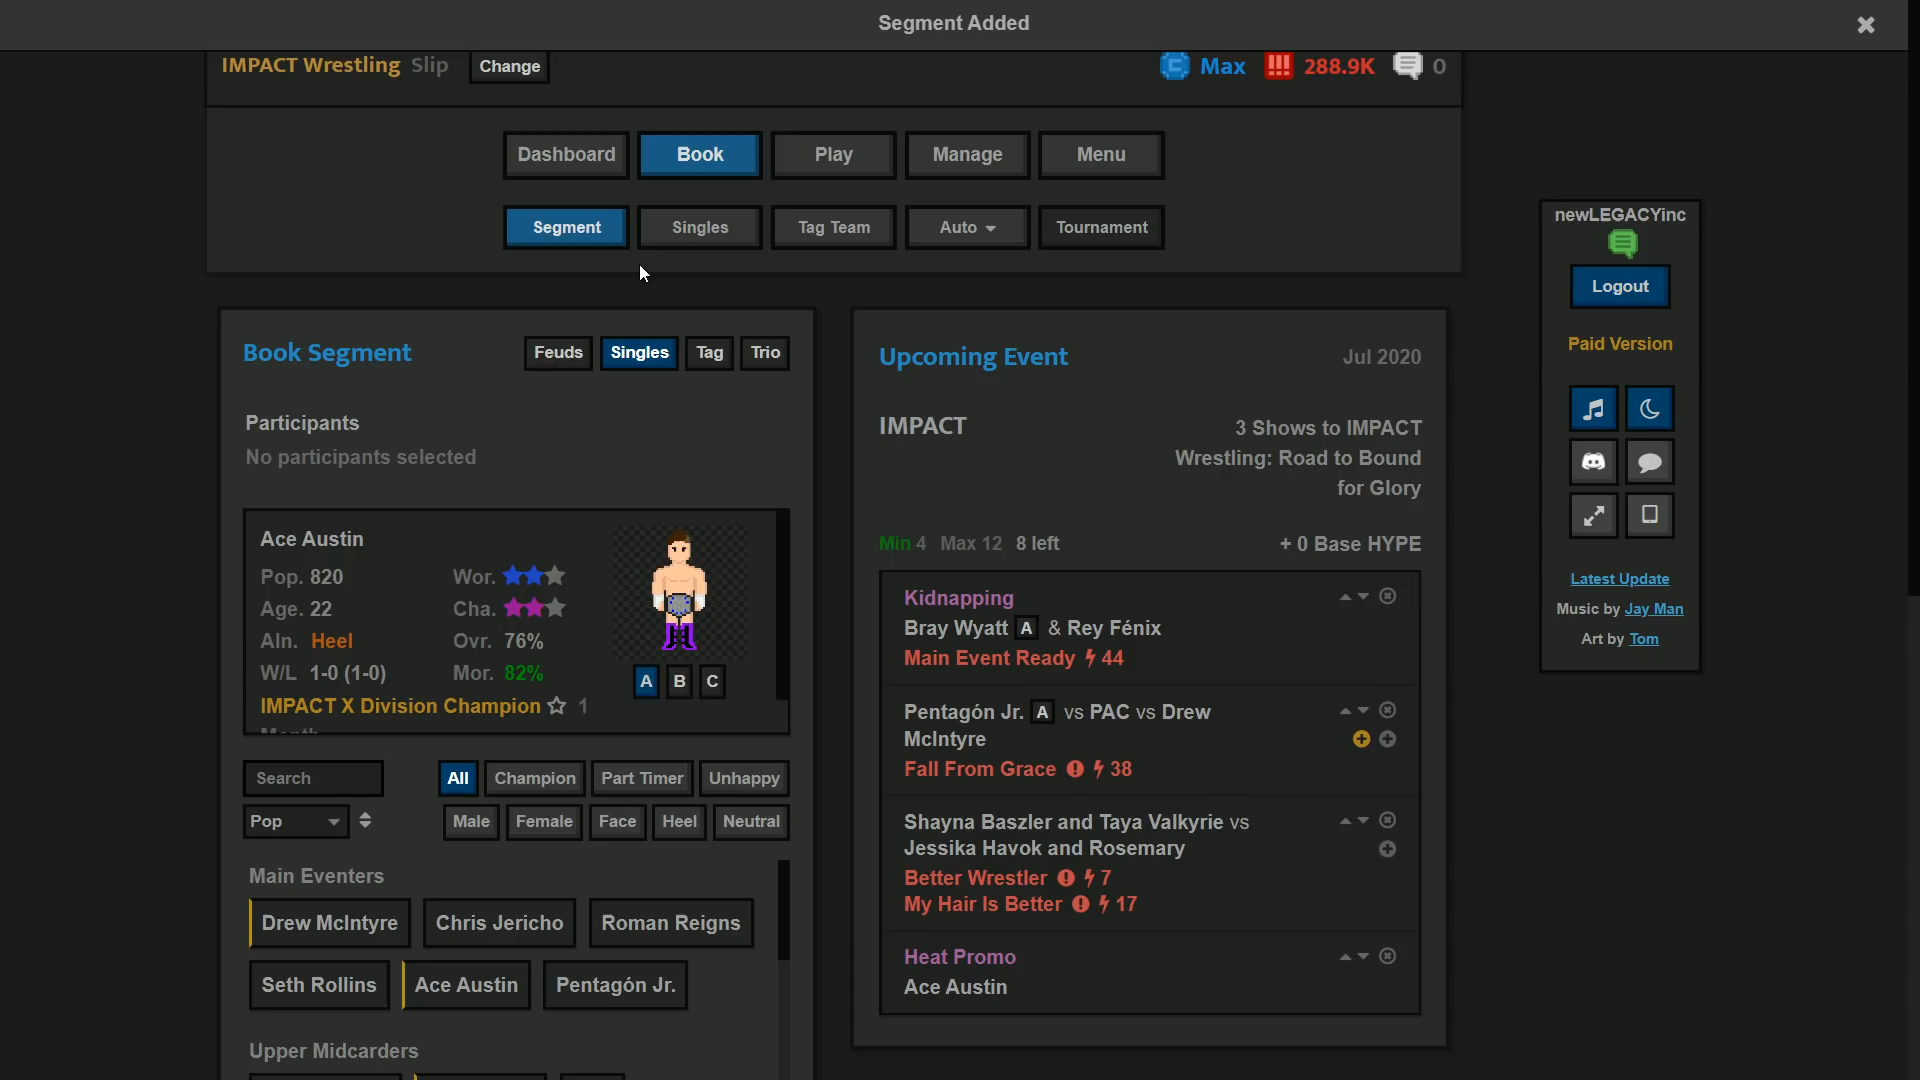 Segment Added
IMPACT Wrestling Slip Change Max 288.9K 0
Dashboard Book Play Manage Menu
Segment Singles Tag Team Auto Tournament
Book Segment Feuds Singles Tag Trio
Participants
No participants selected
Ace Austin
Pop. 820 Wor.
Age. 22 Cha.
Aln. Heel Ovr. 76%
W/L 1-0 (1-0) Mor. 82%
A B C
IMPACT X Division Champion 1
Month
Search All Champion Part Timer Unhappy
Pop Male Female Face Heel Neutral
Main Eventers
Drew McIntyre Chris Jericho Roman Reigns
Seth Rollins Ace Austin Pentagón Jr.
Upper Midcarders
Upcoming Event Jul 2020
IMPACT 3 Shows to IMPACT
Wrestling: Road to Bound
for Glory
Min 4 Max 12 8 left + 0 Base HYPE
Kidnapping
Bray Wyatt A & Rey Fénix
Main Event Ready 44
Pentagón Jr. A vs PAC vs Drew
McIntyre
Fall From Grace 38
Shayna Baszler and Taya Valkyrie vs
Jessika Havok and Rosemary
Better Wrestler 7
My Hair Is Better 17
Heat Promo
Ace Austin
newLEGACYinc
Logout
Paid Version
Latest Update
Music by Jay Man
Art by Tom